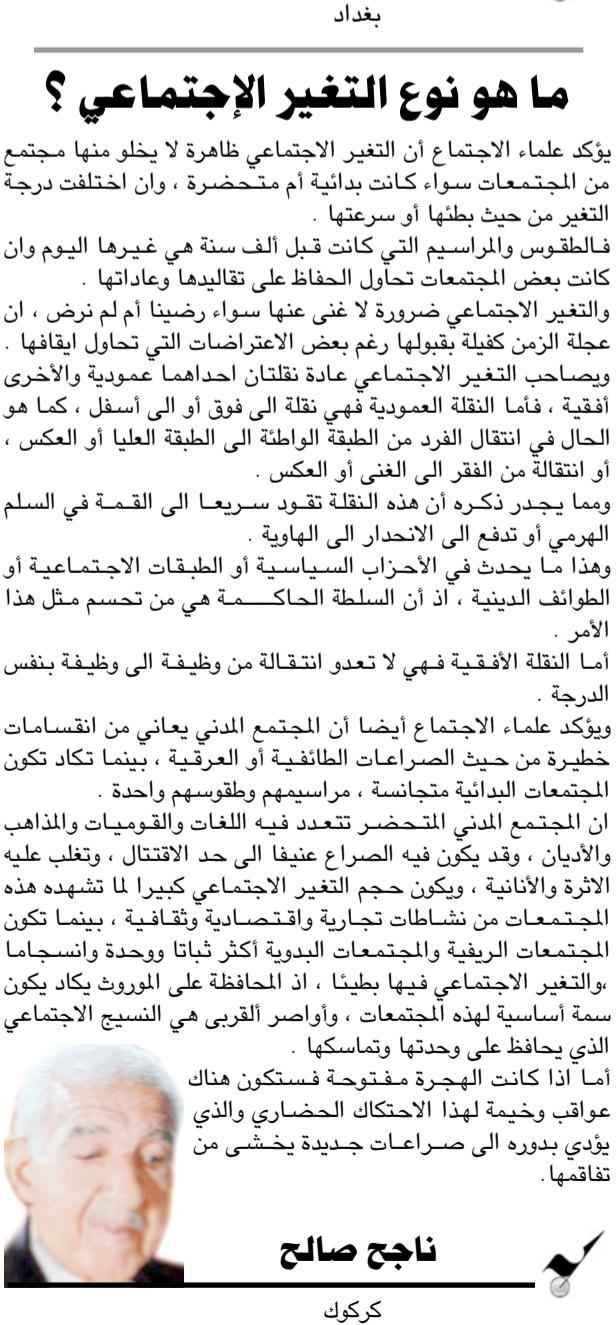 بغداد
ما هو نوع التغير الإجتماعي ؟
يؤكد علماء الاجتماع أن التغير الاجتماعي ظاهرة لا يخلو منها مجتمع
من المجتمعات سواء كانت بدائية أم متحضرة ، وان اختلفت درجة
التغير من حيث بطئها أو سرعتها .
فالطقوس والمراسيم التي كانت قبل ألف سنة هي غيرها اليوم وان
كانت بعض المجتمعات تحاول الحفاظ على تقاليدها وعاداتها .
والتغير الاجتماعي ضرورة لا غنى عنها سواء رضينا أم لم نرض ، ان
عجلة الزمن كفيلة بقبولها رغم بعض الاعتراضات التي تحاول ايقافها .
ويصاحب التغير الاجتماعي عادة نقلتان احداهما عمودية والأخرى
أفقية ، فأما النقلة العمودية فهي نقلة الى فوق أو الى أسفل ، كما هو
الحال في انتقال الفرد من الطبقة الواطئة الى الطبقة العليا أو العكس ،
أو انتقالة من الفقر الى الغنى أو العكس .
ومما يجدر ذكره أن هذه النقلة تقود سريعا الى القمة في السلم
الهرمي أو تدفع الى الانحدار الى الهاوية .
وهذا ما يحدث في الأحزاب السياسية أو الطبقات الاجتماعية أو
الطوائف الدينية ، اذ أن السلطة الحاكمة هي من تحسم مثل هذا
الأمر .
أما النقلة الأفقية فهي لا تعدو انتقالة من وظيفة الى وظيفة بنفس
الدرجة .
ويؤكد علماء الاجتماع أيضا أن المجتمع المدني يعاني من انقسامات
خطيرة من حيث الصراعات الطائفية أو العرقية ، بينما تكاد تكون
المجتمعات البدائية متجانسة ، مراسيمهم وطقوسهم واحدة .
ان المجتمع المدني المتحضر تتعدد فيه اللغات والقوميات والمذاهب
والأديان ، وقد يكون فيه الصراع عنيفا الى حد الاقتتال ، وتغلب عليه
الاثرة والأنانية ، ويكون حجم التغير الاجتماعي كبيرا لما تشهده هذه
المجتمعات من نشاطات تجارية واقتصادية وثقافية ، بينما تكون
المجتمعات الريفية والمجتمعات البدوية أكثر ثباتا ووحدة وانسجاما
،والتغير الاجتماعي فيها بطيئا ، اذ المحافظة على الموروث يكاد يكون
سمة أساسية لهذه المجتمعات ، وأواصر ألقربى هي النسيج الاجتماعي
الذي يحافظ على وحدتها وتماسكها .
أما اذا كانت الهجرة مفتوحة فستكون هناك
عواقب وخيمة لهذا الاحتكاك الحضاري والذي
يؤدي بدوره الى صراعات جديدة يخشى من
تفاقمها.
ناجح صالح
كركوك